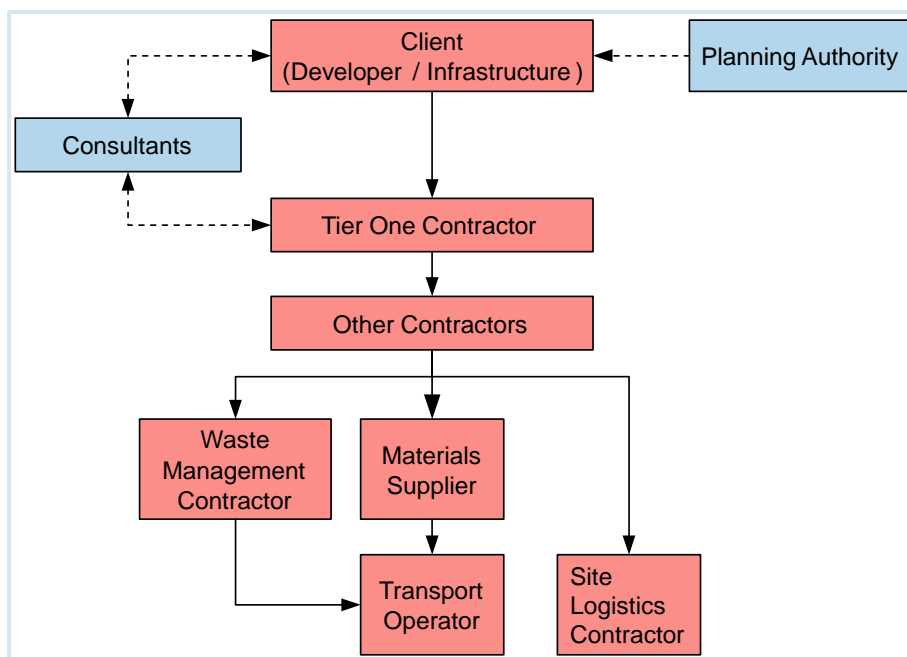 Client
(Developer / Infrastructure)
Planning Authority
Consultants
Tier One Contractor
Other Contractors
Waste
Management
Contractor
Materials
Supplier
Transport
Operator
Site
Logistics
Contractor